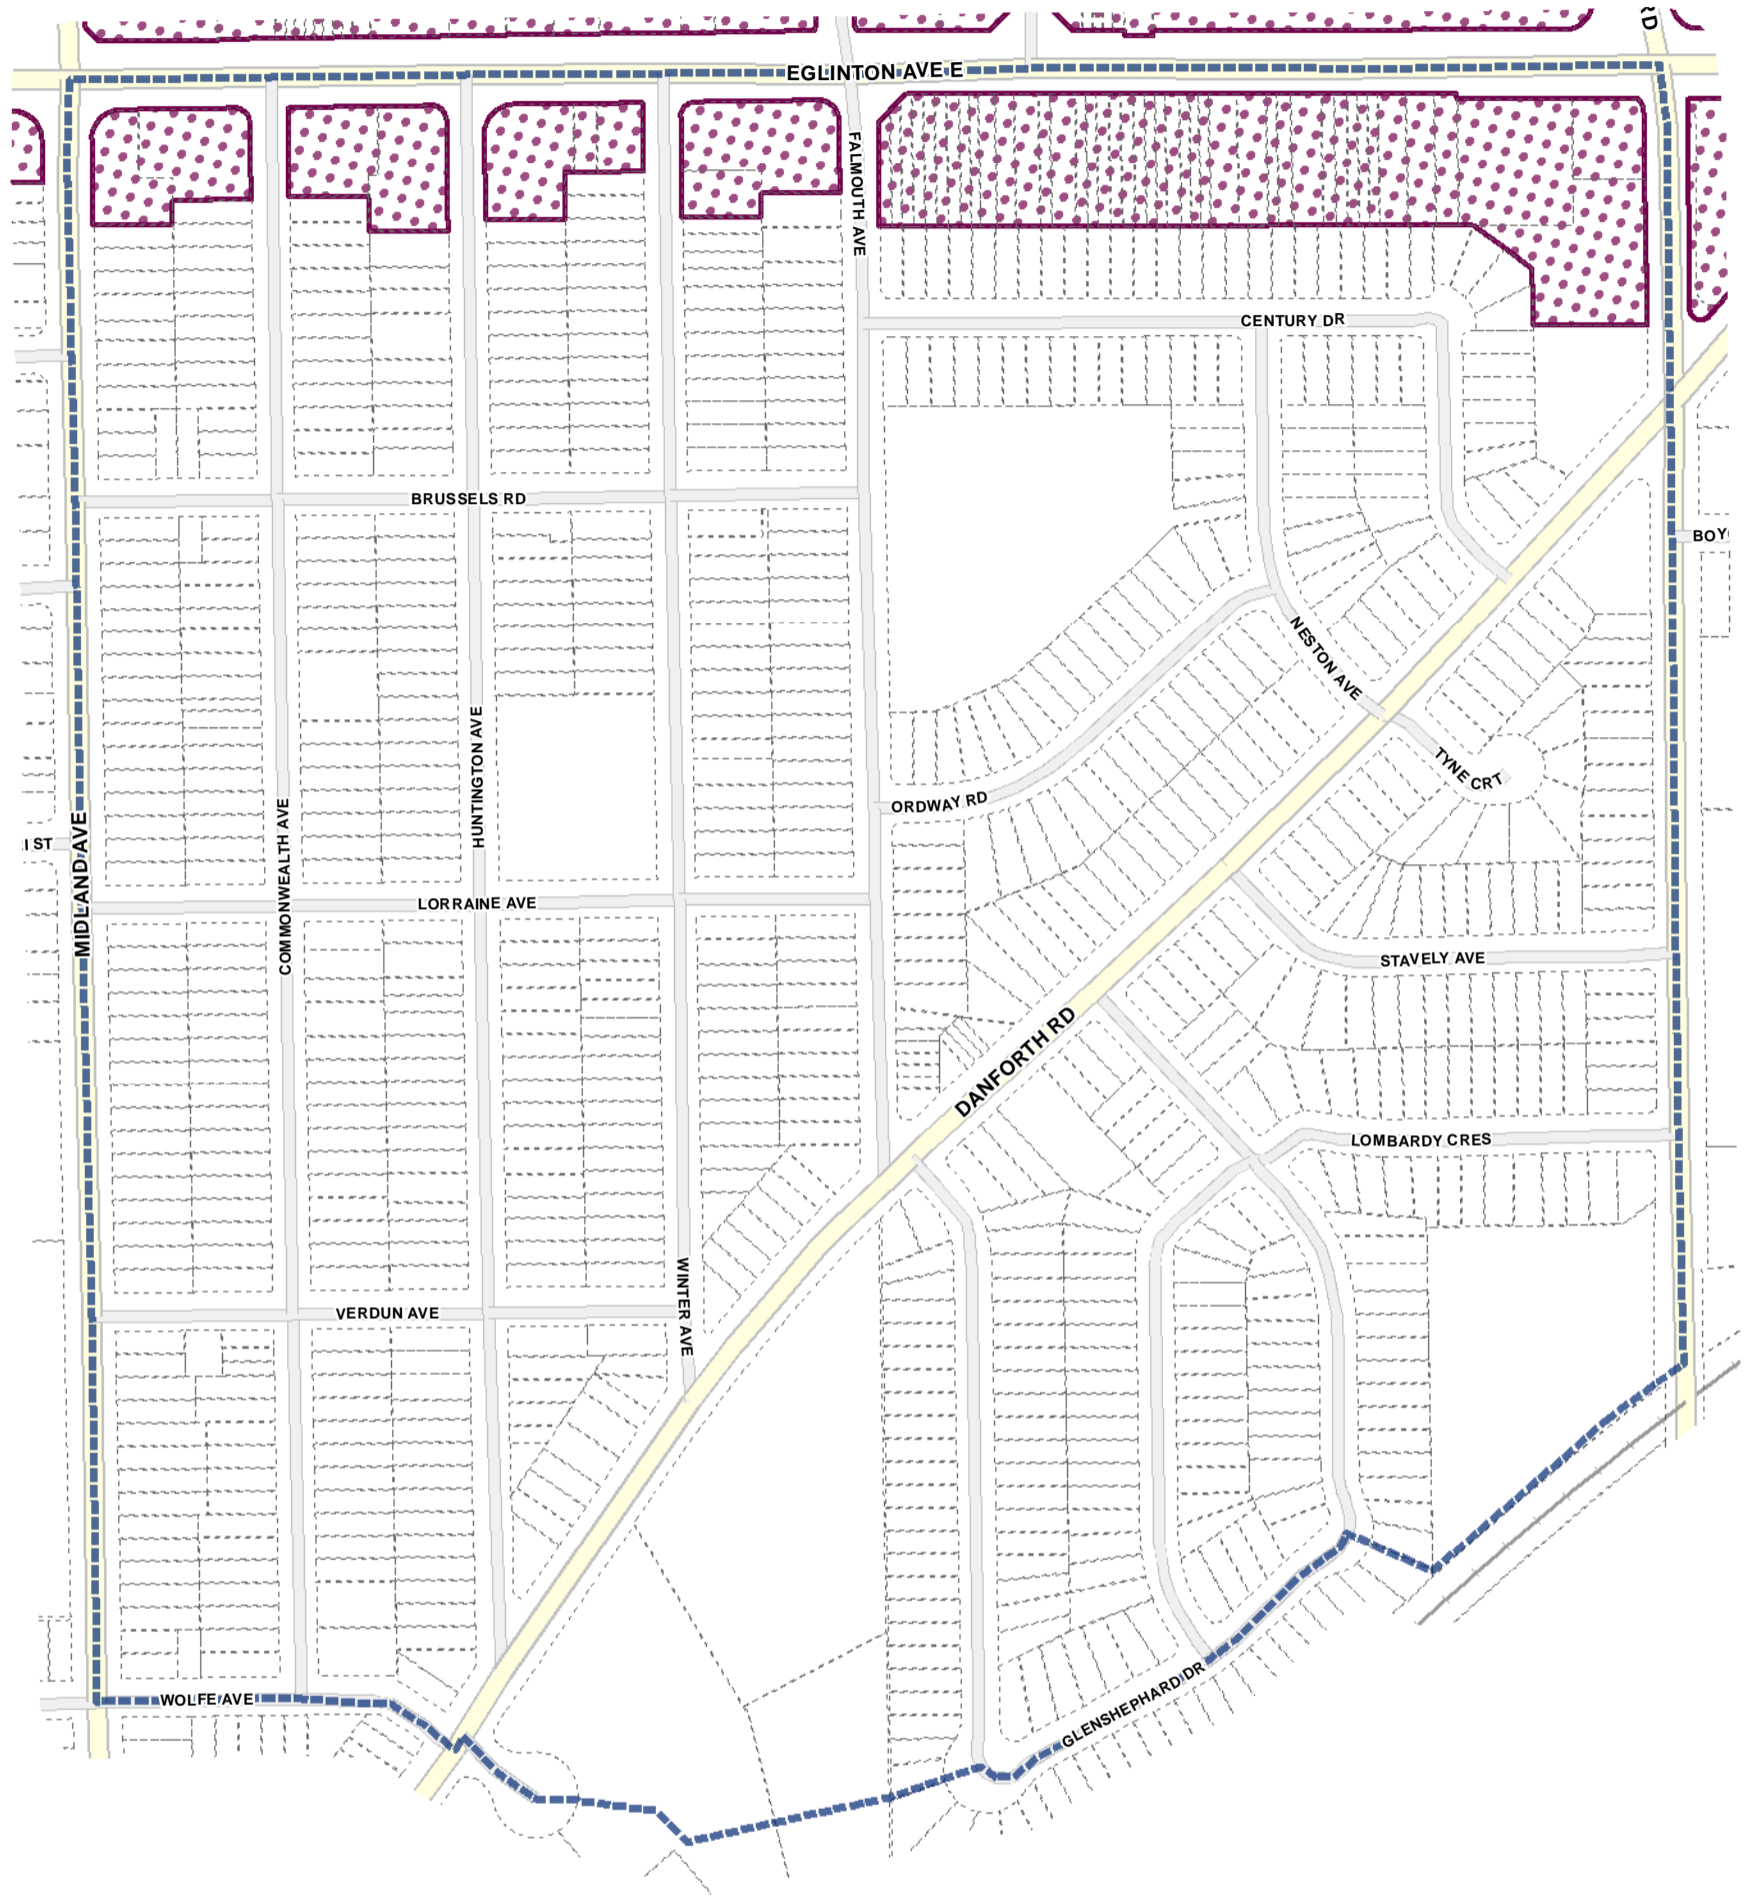 RD
EGLINTON AVE E
FALMOUTH AVE
CENTURY DR
BRUSSELS RD
BOY
NESTON AVE
HUNTINGTON AVE
TYNE CRT
ORDWAY RD
COMMONWEALTH AVE
MIDLAND AVE
I ST
LORRAINE AVE
STAVELY AVE
DANFORTH RD
LOMBARDY CRES
WINTER AVE
VERDUN AVE
WOLFE AVE
GLENSHEPHARD DR